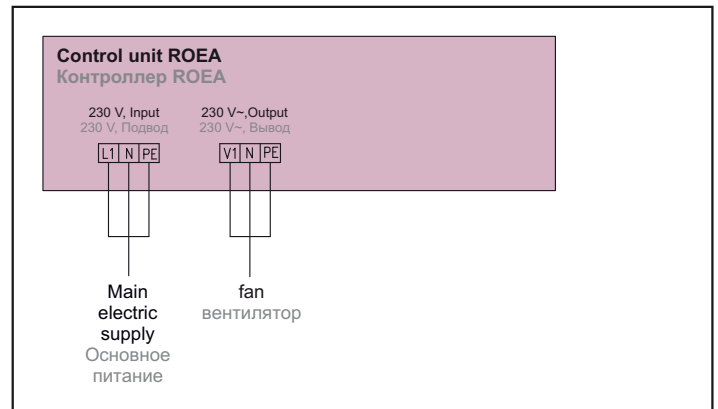 Control unit ROEA
Контроллер ROEA
230 V, Input
230 V, Подвод
230 V~,Output
230 V~, Вывод
L1 N PE
V1 N PE
Main
electric
supply
Основное
питание
fan
вентилятор